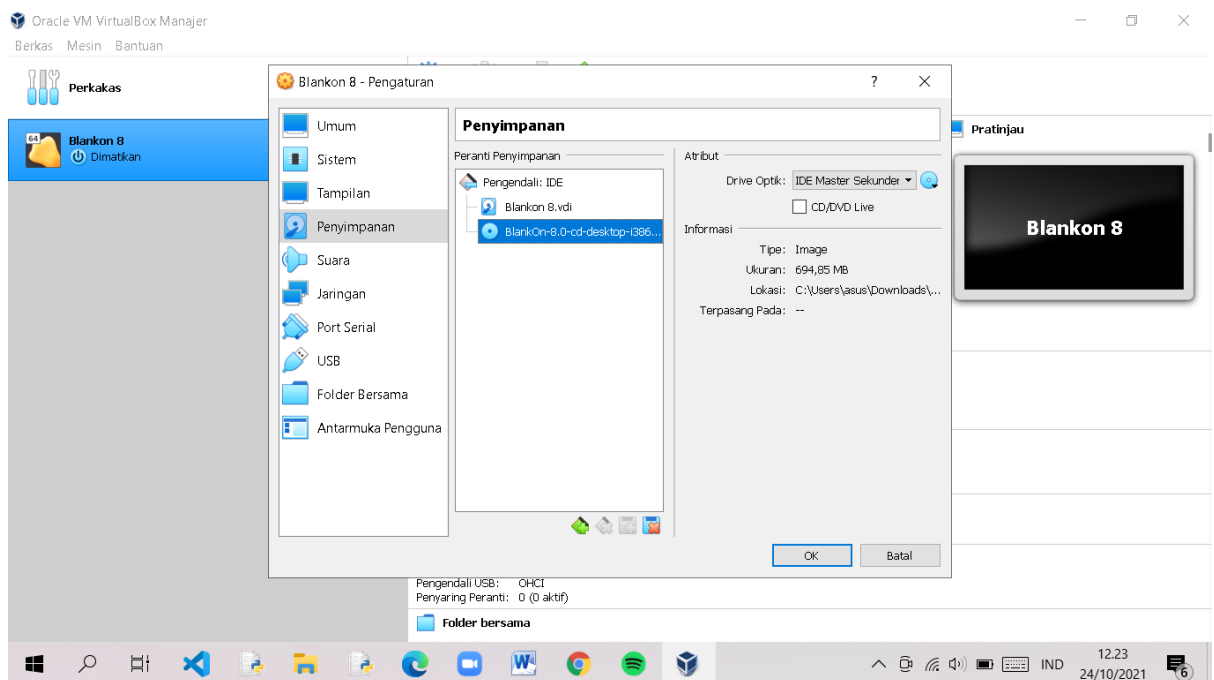 Oracle VM VirtualBox Manajer
Berkas Mesin Bantuan
Perkakas
64
Blankon 8
Dimatikan
Blankon 8 - Pengaturan
?
Umum
Sistem
Tampilan
Penyimpanan
Suara
Jaringan
Port Serial
USB
Folder Bersama
Antarmuka Pengguna
Penyimpanan
Peranti Penyimpanan
Pengendali: IDE
Blankon 8.vdi
BlankOn-8.0-cd-desktop-i386...
Atribut
Drive Optik: IDE Master Sekunder
CD/DVD Live
Informasi
Tipe: Image
Ukuran: 694,85 MB
Lokasi: C:\Users\asus\Downloads\...
Terpasang Pada: --
OK Batal
Pratinjau
Blankon 8
Pengendali USB: OHCI
Penyaring Peranti: 0 (0 aktif)
Folder bersama
IND
12.23
24/10/2021
6